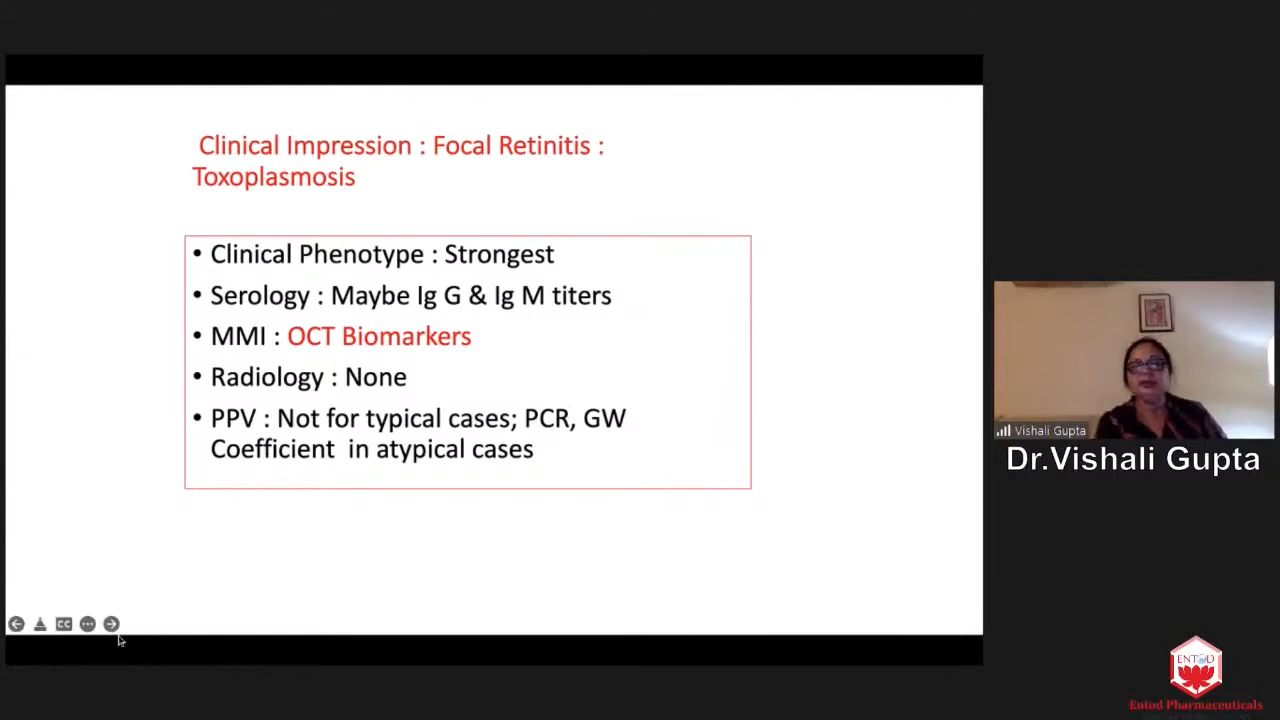 Clinical Impression : Focal Retinitis :
Toxoplasmosis
• Clinical Phenotype : Strongest
• Serology : Maybe Ig G & Ig M titers
• MMI : OCT Biomarkers
• Radiology : None
• PPV : Not for typical cases; PCR, GW
Coefficient in atypical cases
CC
Vishali Gupta
Dr.Vishali Gupta
ENTOD
Entod Pharmaceuticals